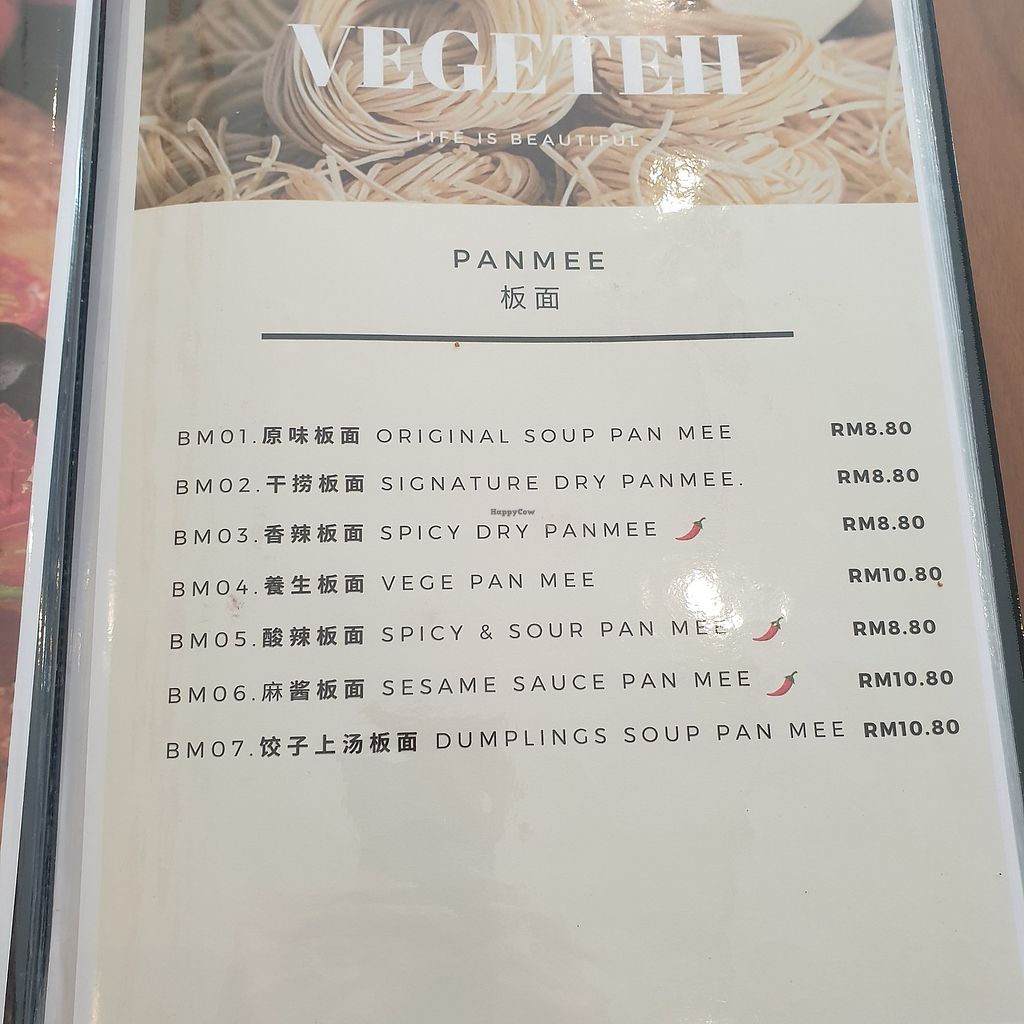 VEGETEH
LIFE IS BEAUTIFUL
PANMEE
板面
BM01.原味板面 ORIGINAL SOUP PAN MEE RM8.80
BM02.干捞板面 SIGNATURE DRY PANMEE. RM8.80
HappyCow
BM03.香辣板面 SPICY DRY PANMEE RM8.80
BM04.養生板面 VEGE PAN MEE RM10.80
BM05.酸辣板面 SPICY & SOUR PAN MEE RM8.80
BM06.麻酱板面 SESAME SAUCE PAN MEE RM10.80
BM07.饺子上汤板面 DUMPLINGS SOUP PAN MEE RM10.80